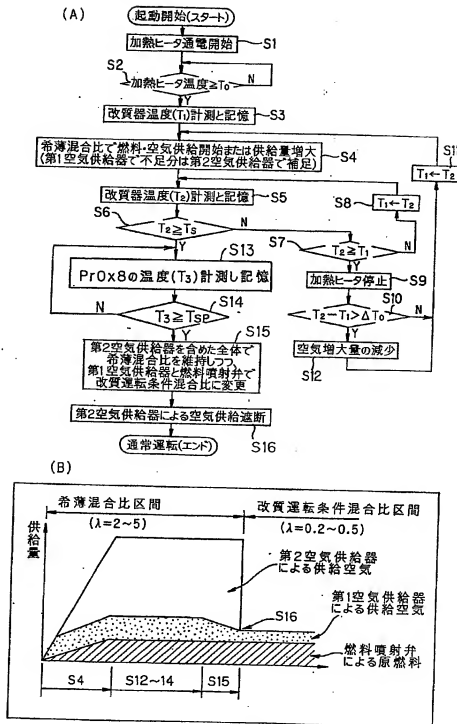 (A)
起動開始(スタート)
加熱ヒータ通電開始
S1
S2
加熱ヒータ温度≧T₀
N
Y
改質器温度(T₁)計測と記憶
S3
希薄混合比で燃料・空気供給開始または供給量増大
(第1空気供給器で不足分は第2空気供給器で補足)
S4
S11
T₁←T₂
改質器温度(T₂)計測と記憶
S5
S8
T₁←T₂
S6
T₂≧Ts
N
Y
S7
T₂≧T₁
N
Y
S13
PrOx8の温度(T₃)計測し記憶
加熱ヒータ停止
S9
S14
T₃≧TSP
N
Y
S10
T₂-T₁>ΔT₀
N
Y
S15
第2空気供給器を含めた全体で
希薄混合比を維持しつつ、
第1空気供給器と燃料噴射弁で
改質運転条件混合比に変更
空気増大量の減少
S12
第2空気供給器による空気供給遮断
S16
通常運転(エンド)
(B)
希薄混合比区間
(λ=2~5)
改質運転条件混合比区間
(λ=0.2~0.5)
供給量
第2空気供給器
による供給空気
第1空気供給器
による供給空気
S16
燃料噴射弁
による原燃料
S4
S12~14
S15